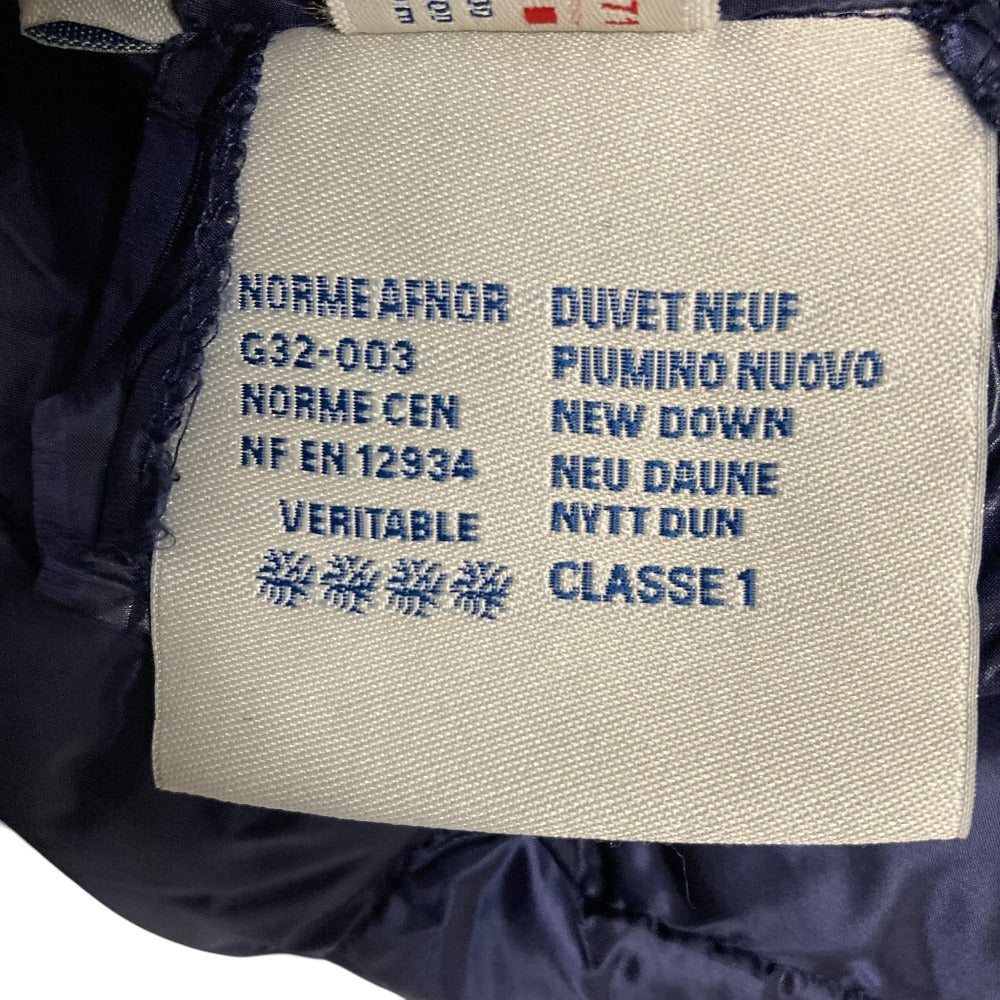 71
NORME AFNOR
G32-003
NORME CEN
NF EN 12934
VERITABLE
DUVET NEUF
PIUMINO NUOVO
NEW DOWN
NEU DAUNE
NYTT DUN
CLASSE 1